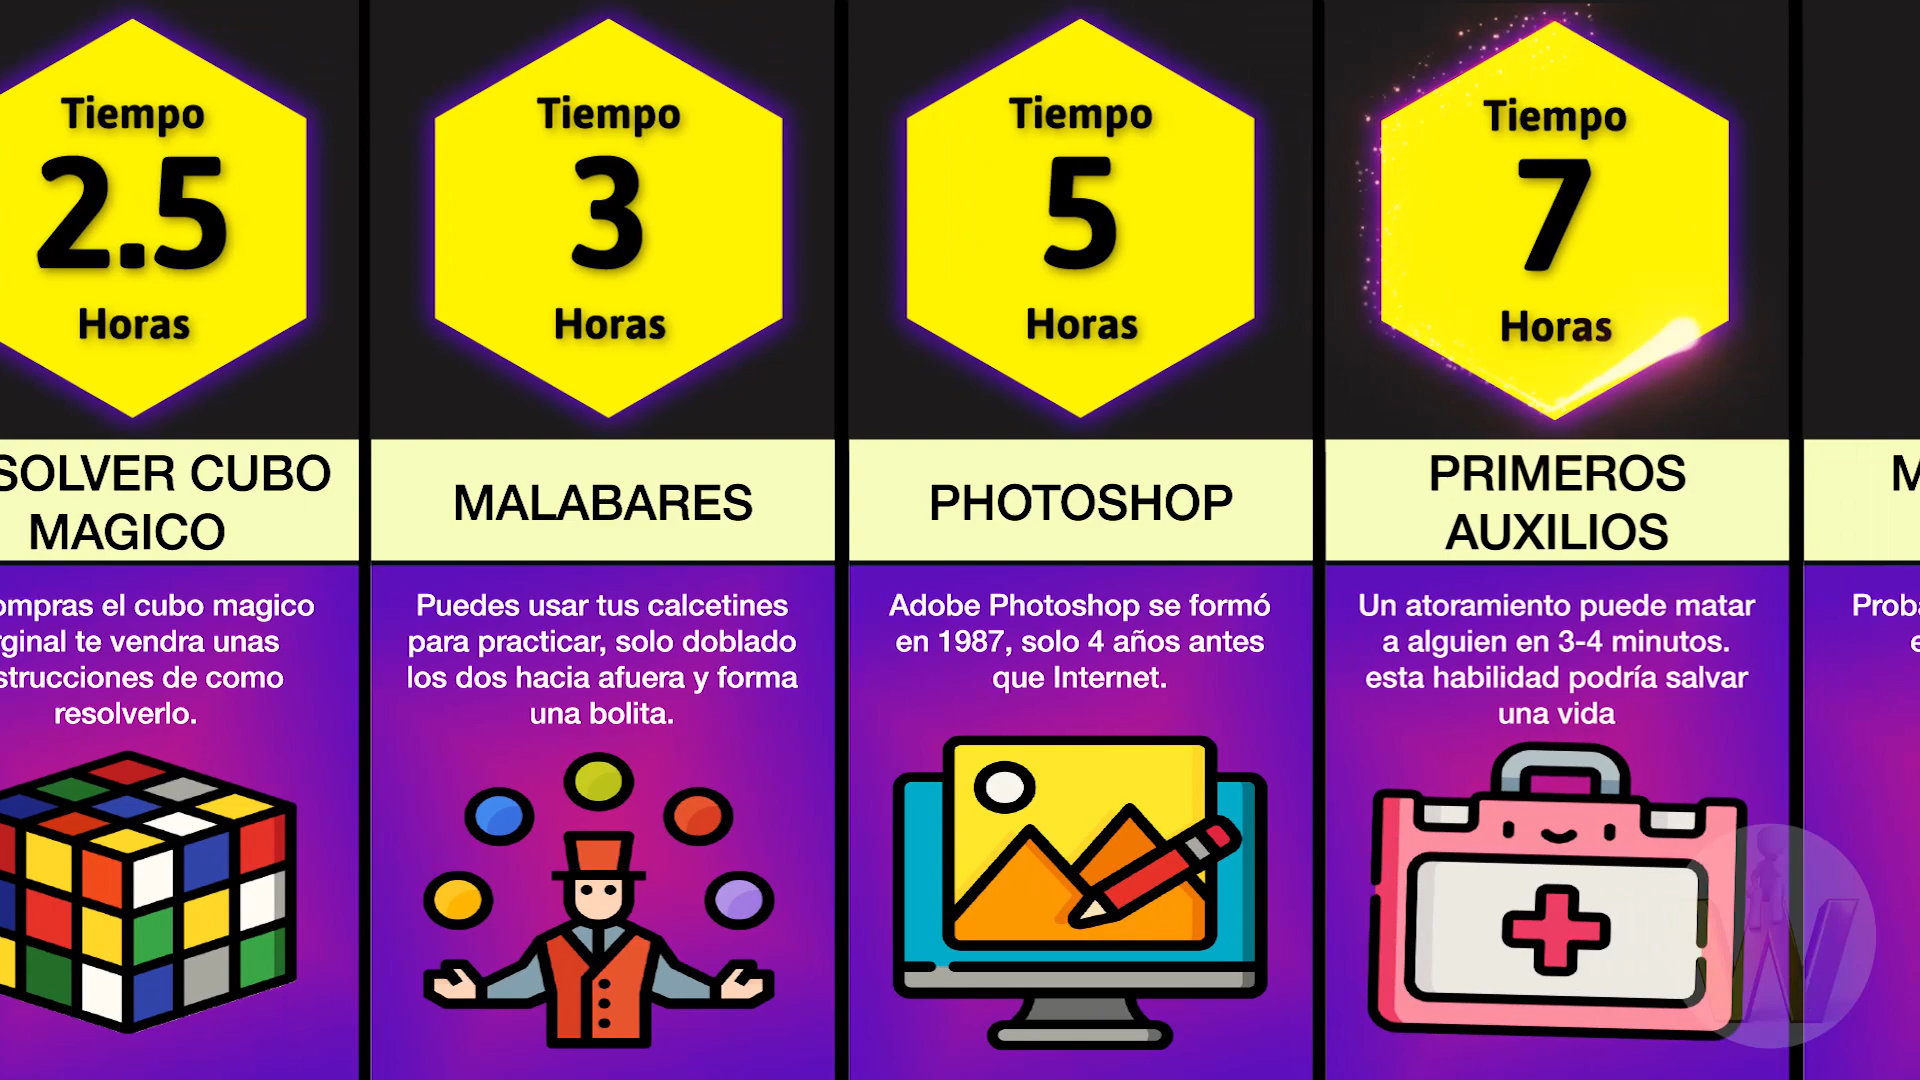 Tiempo
2.5
Horas
SOLVER CUBO
MAGICO
ompras el cubo magico
rginal te vendra unas
strucciones de como
resolverlo.
Tiempo
3
Horas
MALABARES
Puedes usar tus calcetines
para practicar, solo doblado
los dos hacia afuera y forma
una bolita.
Tiempo
5
Horas
PHOTOSHOP
Adobe Photoshop se formó
en 1987, solo 4 años antes
que Internet.
Tiempo
7
Horas
PRIMEROS
AUXILIOS
Un atoramiento puede matar
a alguien en 3-4 minutos.
esta habilidad podría salvar
una vida
M
Prob
e